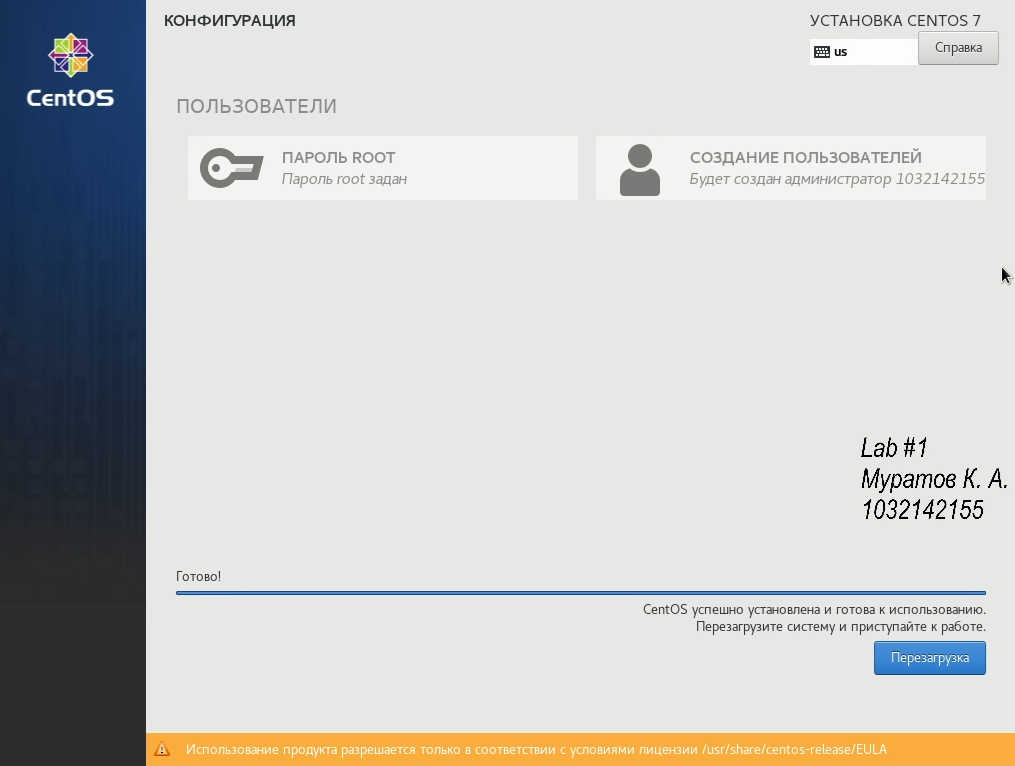 КОНФИГУРАЦИЯ
УСТАНОВКА CENTOS 7
us
Справка
CentOS
ПОЛЬЗОВАТЕЛИ
ПАРОЛЬ ROOT
Пароль root задан
СОЗДАНИЕ ПОЛЬЗОВАТЕЛЕЙ
Будет создан администратор 1032142155
Lab #1
Муратов К. А.
1032142155
Готово!
CentOS успешно установлена и готова к использованию.
Перезагрузите систему и приступайте к работе.
Перезагрузка
Использование продукта разрешается только в соответствии с условиями лицензии /usr/share/centos-release/EULA